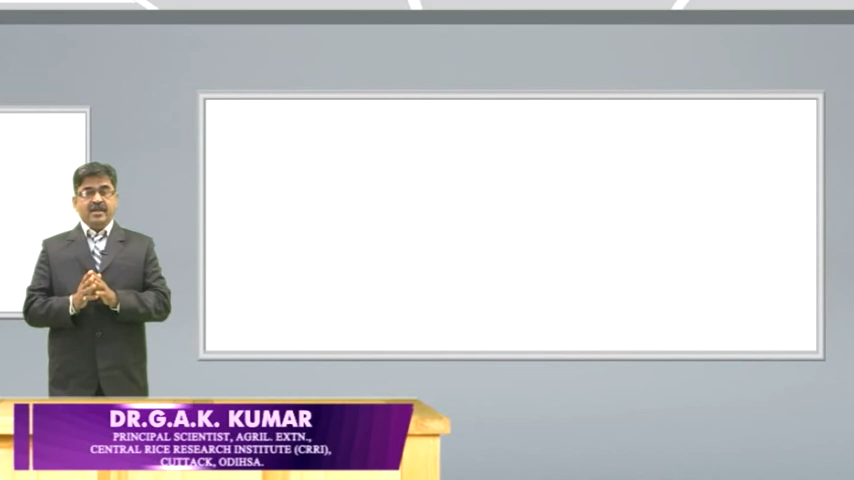 DR.G.A.K. KUMAR
PRINCIPAL SCIENTIST, AGRIL. EXTN.,
CENTRAL RICE RESEARCH INSTITUTE (CRRI),
CUTTACK, ODIHSA.